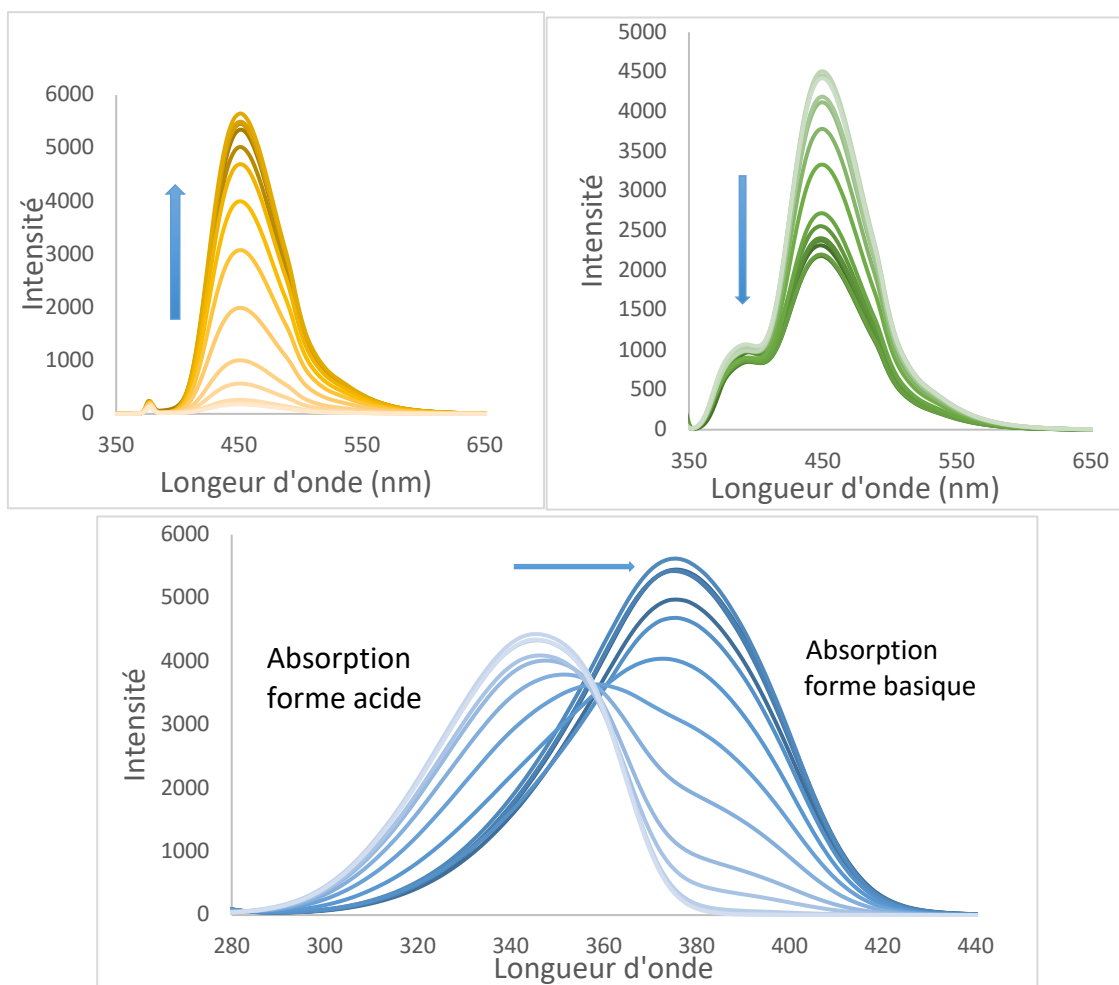 6000
5000
4000
3000
2000
1000
0
Intensité
350 450 550 650
Longeur d'onde (nm)
5000
4500
4000
3500
3000
2500
2000
1500
1000
500
0
Intensité
350 450 550 650
Longueur d'onde (nm)
6000
5000
4000
3000
2000
1000
0
Intensité
Absorption
forme acide
Absorption
forme basique
280 300 320 340 360 380 400 420 440
Longueur d'onde